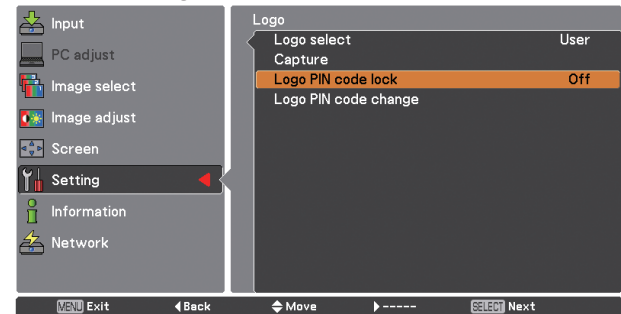 Input
PC adjust
Image select
Image adjust
Screen
Setting
Information
Network
Logo
Logo select User
Capture
Logo PIN code lock Off
Logo PIN code change
MENU Exit Back Move ----- SELECT Next